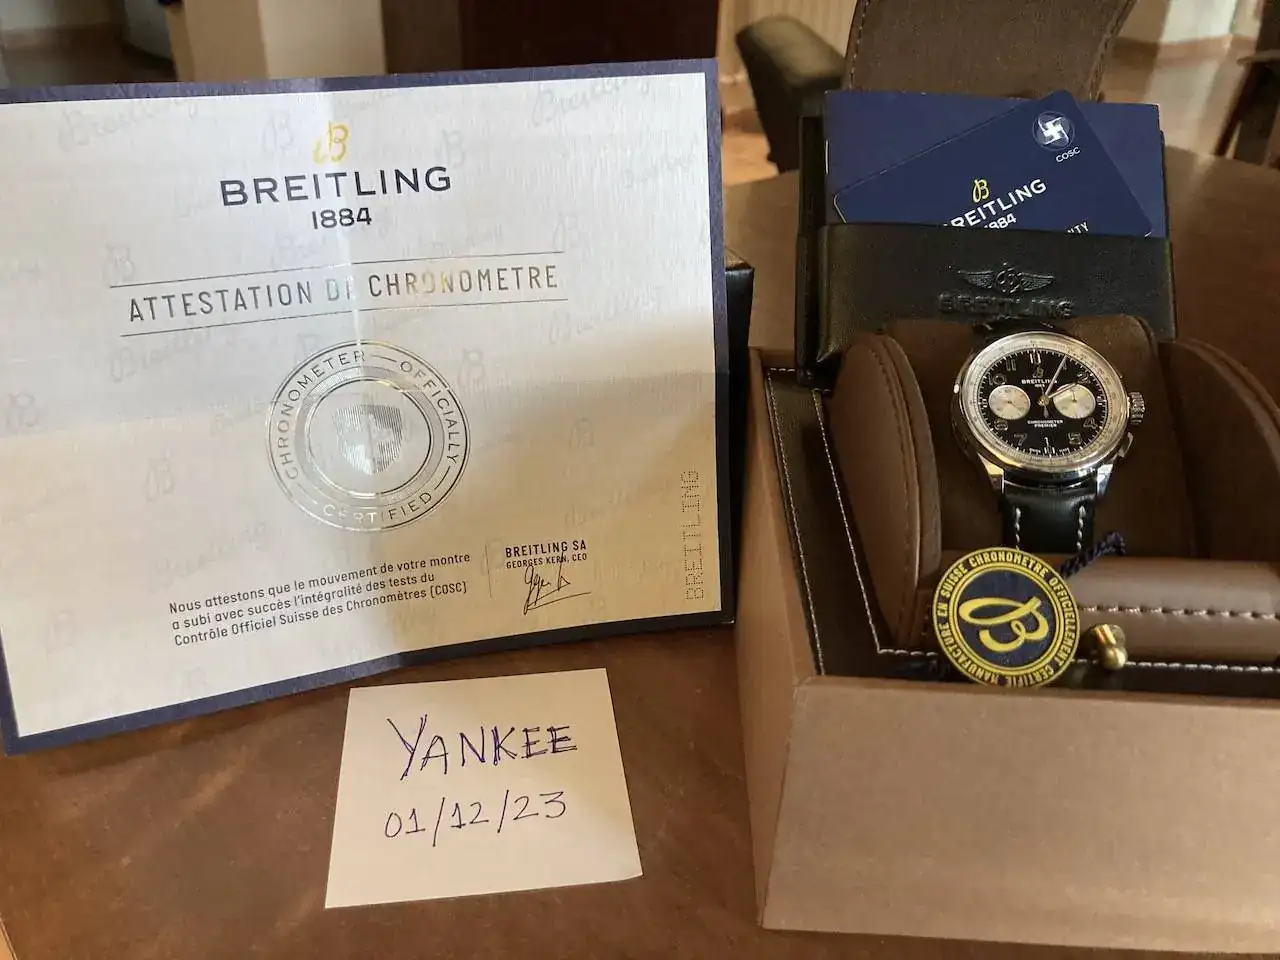 B
BREITLING
1884
ATTESTATION DE CHRONOMETRE
CHRONOMETER OFFICIALLY
CERTIFIED
Nous attestons que le mouvement de votre montre
a subi avec succès l'intégralité des tests du
Contrôle Officiel Suisse des Chronomètres (COSC)
BREITLING SA
GEORGES KERN, CEO
BREITLING
YANKEE
01/12/23
COSC
B
BREITLING
1884
BREITLING
BREITLING
CHRONOMETER
PREMIER
MANUFACTURE EN SUISSE CHRONOMETRE OFFICIELLEMENT CERTIFIE
B